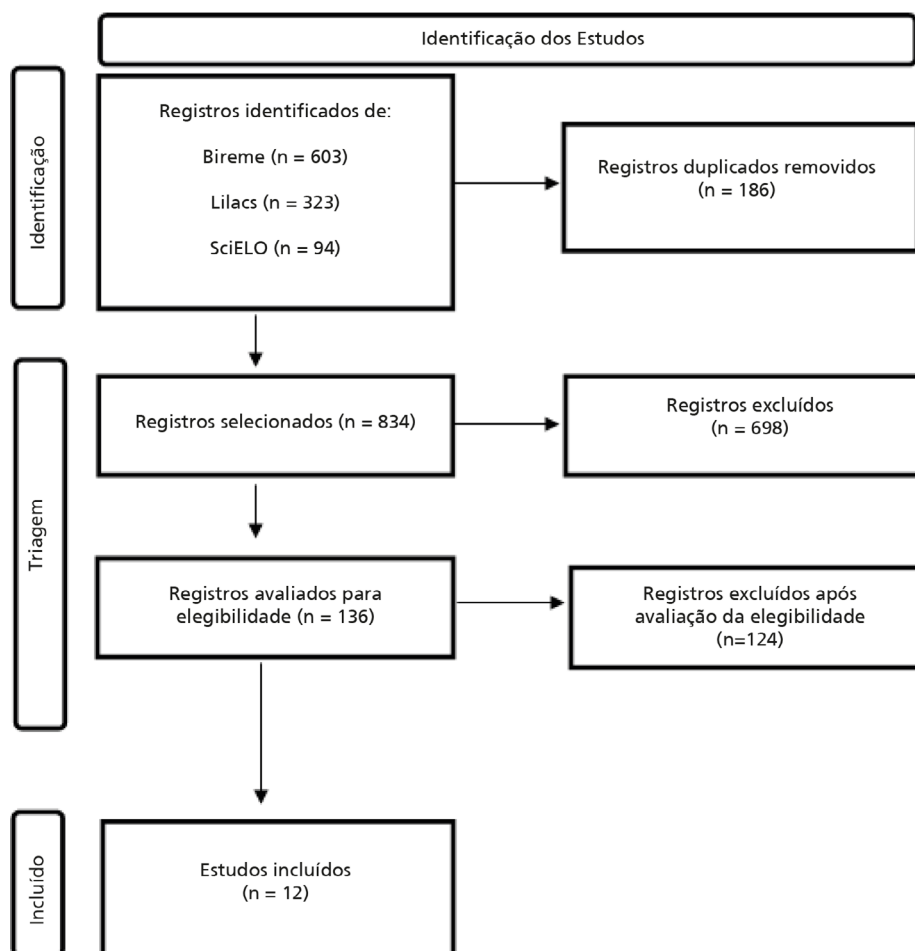 Identificação dos Estudos
Identificação
Registros identificados de:
Bireme (n = 603)
Lilacs (n = 323)
SciELO (n = 94)
Registros duplicados removidos
(n = 186)
Triagem
Registros selecionados (n = 834)
Registros excluídos
(n = 698)
Registros avaliados para
elegibilidade (n = 136)
Registros excluídos após
avaliação da elegibilidade
(n=124)
Incluído
Estudos incluídos
(n = 12)